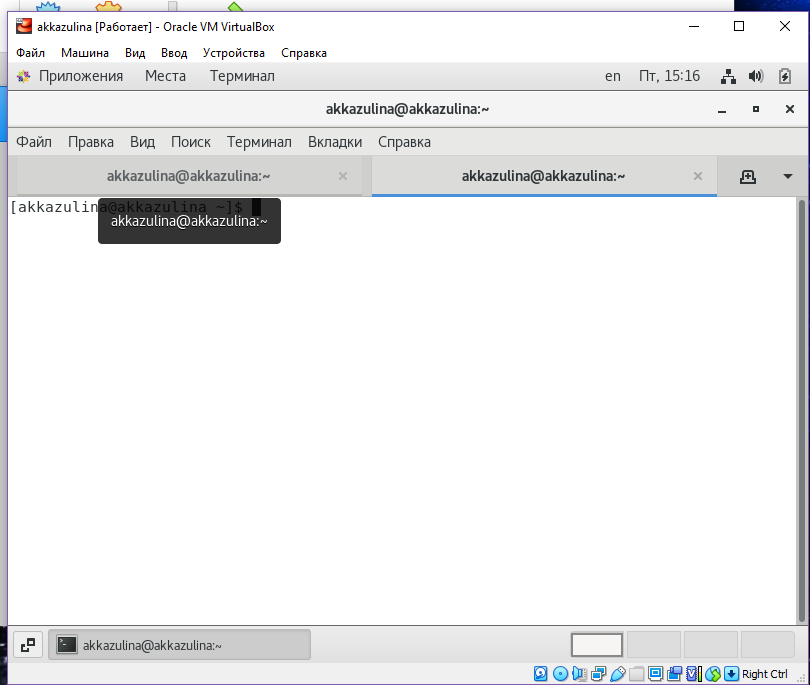 akkazulina [Работает] - Oracle VM VirtualBox
Файл Машина Вид Ввод Устройства Справка
Приложения Места Терминал en Пт, 15:16
akkazulina@akkazulina:~
Файл Правка Вид Поиск Терминал Вкладки Справка
akkazulina@akkazulina:~ akkazulina@akkazulina:~
[akkazulina@akkazulina ~]$
akkazulina@akkazulina:~
akkazulina@akkazulina:~
Right Ctrl